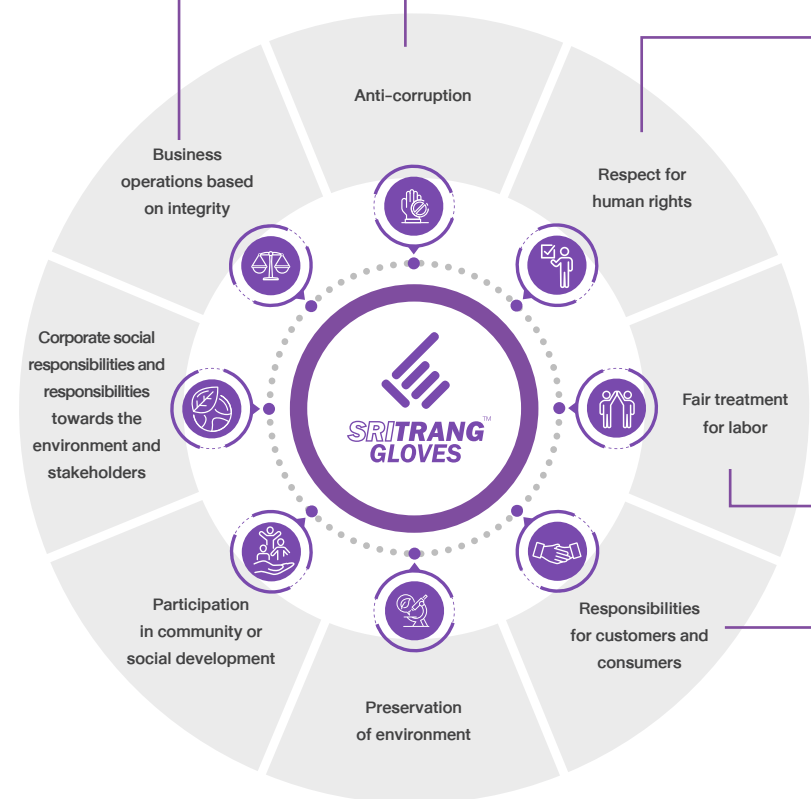 Anti-corruption
Respect for
human rights
Fair treatment
for labor
Responsibilities
for customers and
consumers
Preservation
of environment
Participation
in community or
social development
Corporate social
responsibilities and
responsibilities
towards the
environment and
stakeholders
Business
operations based
on integrity
SRITRANG™
GLOVES